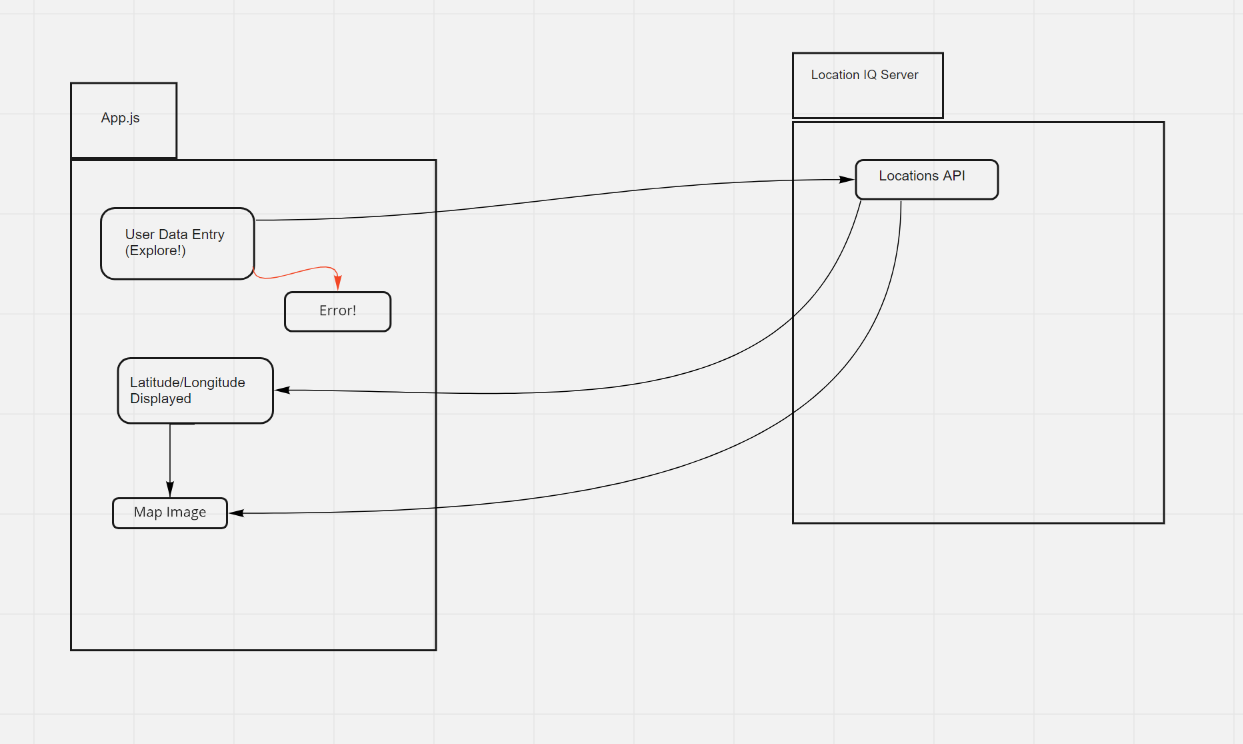 Location IQ Server
App.js
Locations API
User Data Entry
(Explore!)
Error!
Latitude/Longitude
Displayed
Map Image